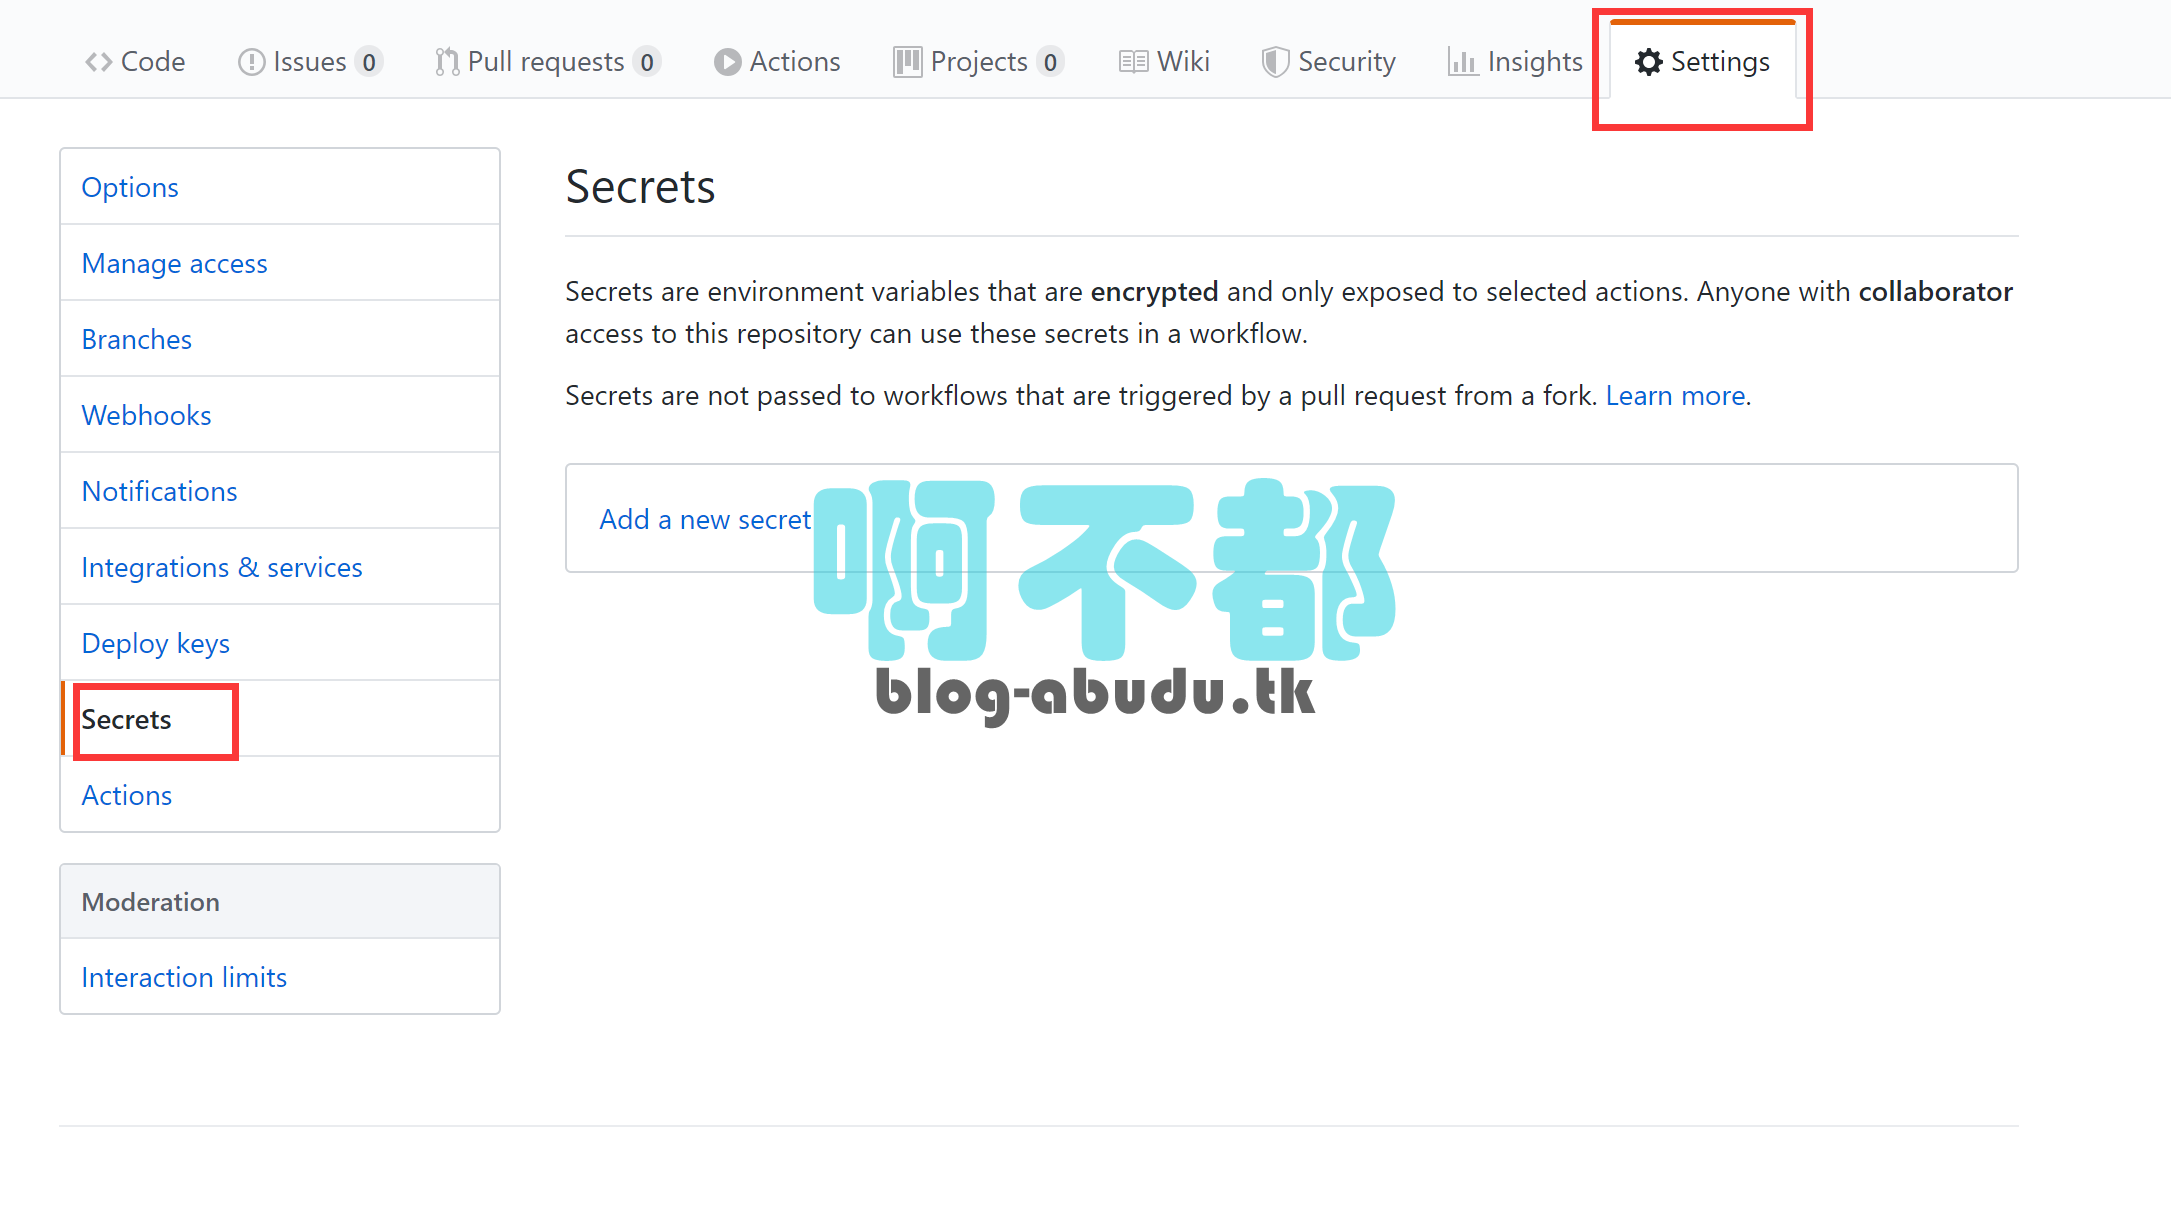 Code Issues 0 Pull requests 0 Actions Projects 0 Wiki Security Insights Settings
Options
Manage access
Branches
Webhooks
Notifications
Integrations & services
Deploy keys
Secrets
Actions
Moderation
Interaction limits
Secrets
Secrets are environment variables that are encrypted and only exposed to selected actions. Anyone with collaborator
access to this repository can use these secrets in a workflow.
Secrets are not passed to workflows that are triggered by a pull request from a fork. Learn more.
Add a new secret
啊不都
blog-abudu.tk